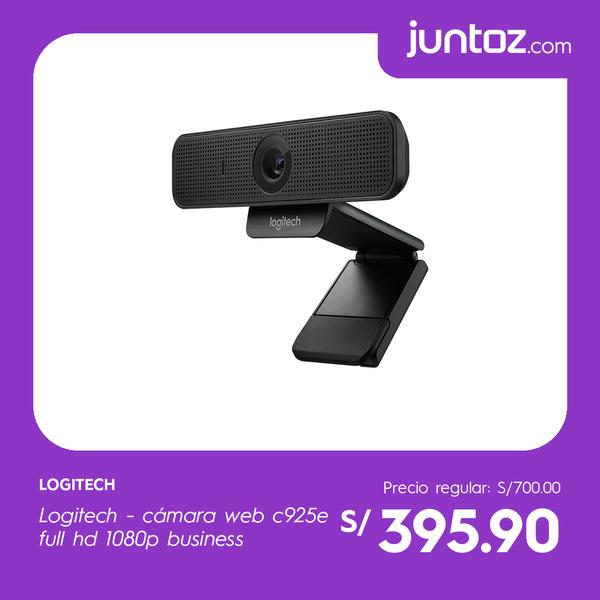 juntoz.com
logitech
LOGITECH
Precio regular: S/700.00
Logitech - cámara web c925e
full hd 1080p business
S/ 395.90